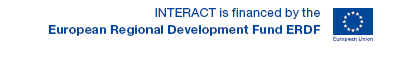 INTERACT is financed by the
European Regional Development Fund ERDF
European Union